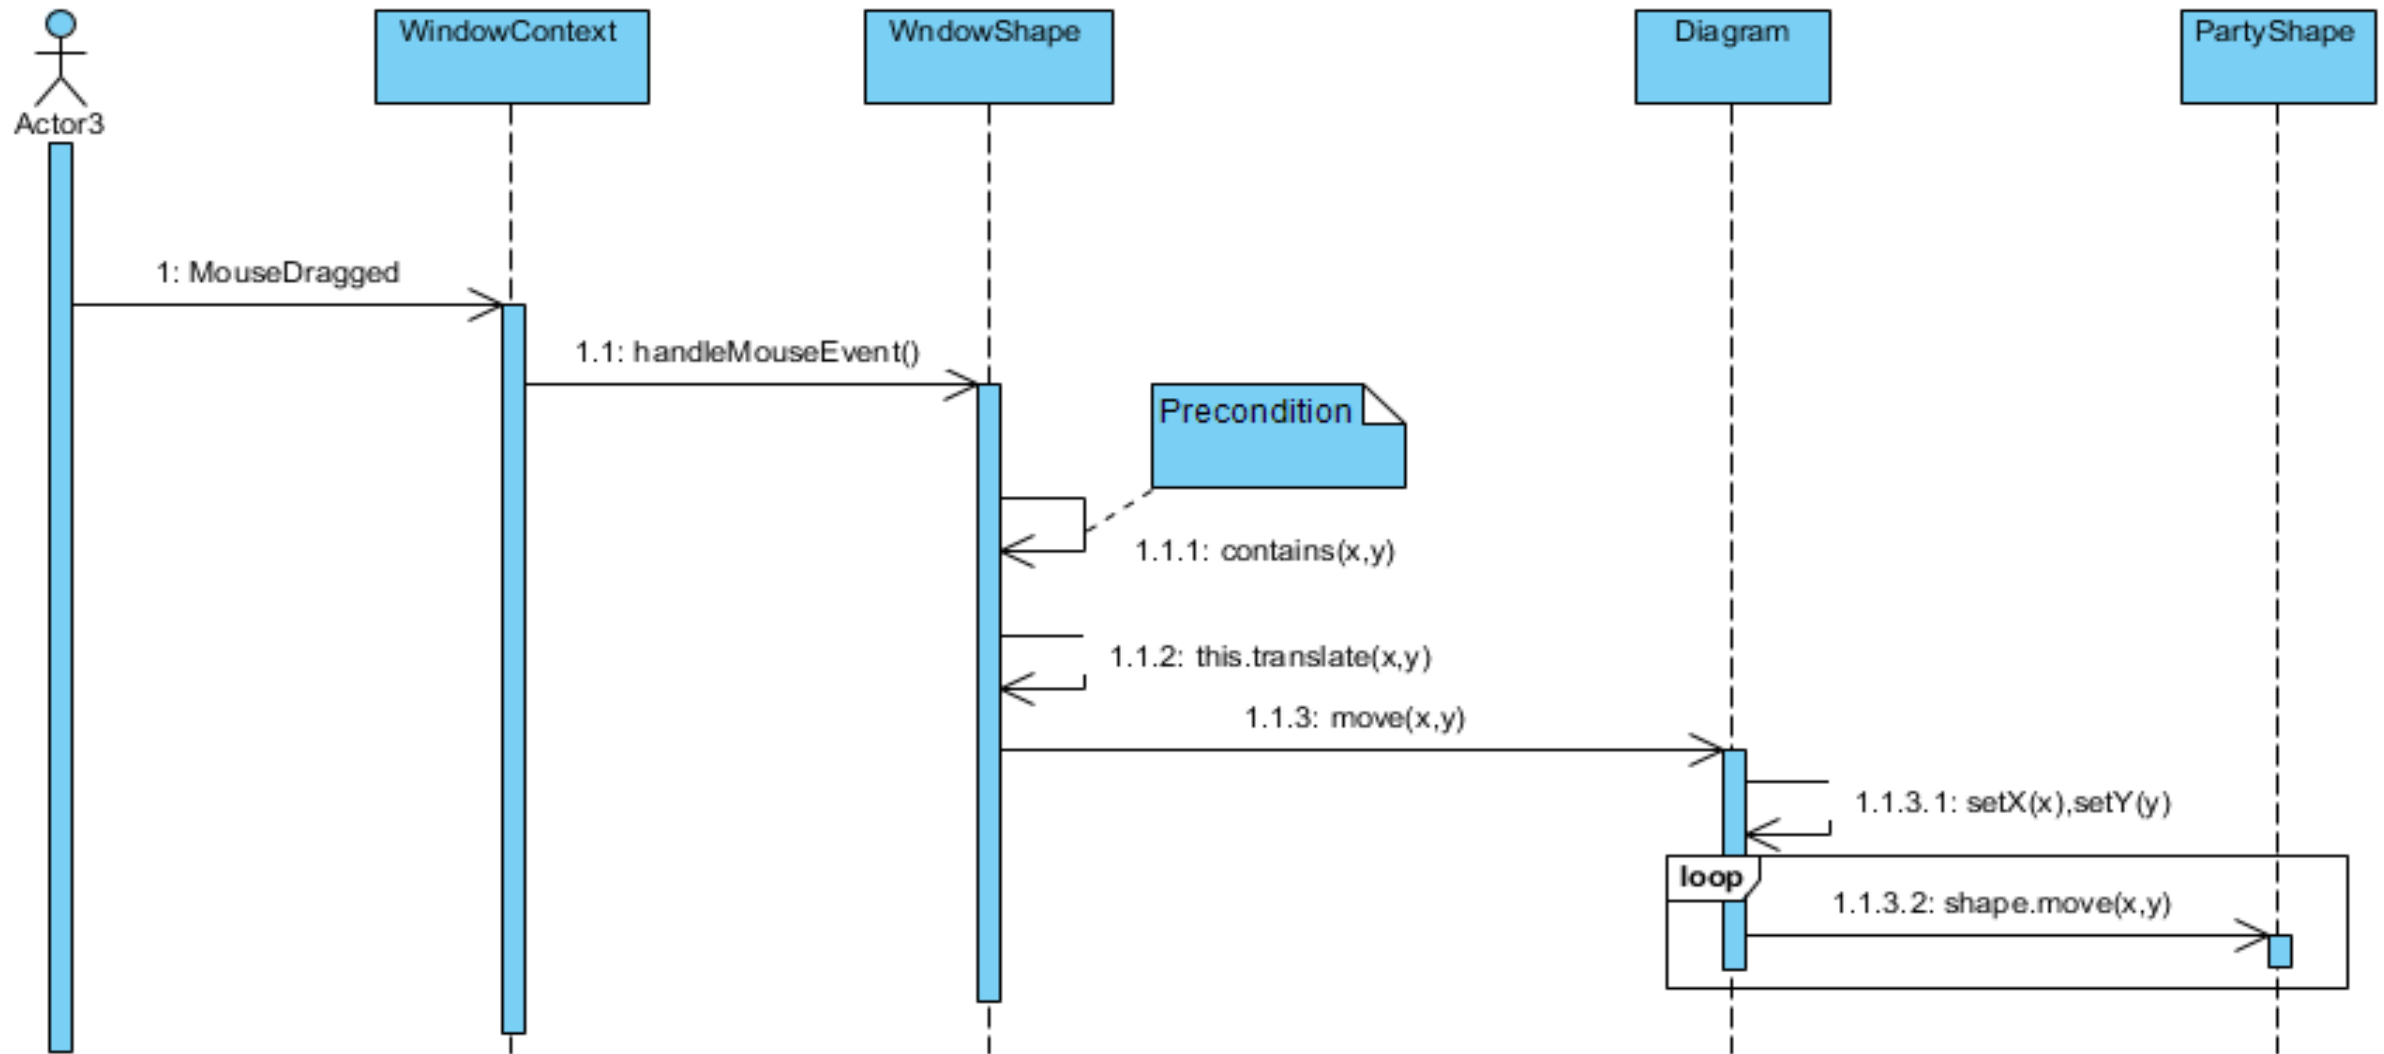 WindowContext
WndowShape
Diagram
PartyShape
Actor3
1: MouseDragged
1.1: handleMouseEvent()
Precondition
1.1.1: contains(x,y)
1.1.2: this.translate(x,y)
1.1.3: move(x,y)
1.1.3.1: setX(x),setY(y)
loop
1.1.3.2: shape.move(x,y)